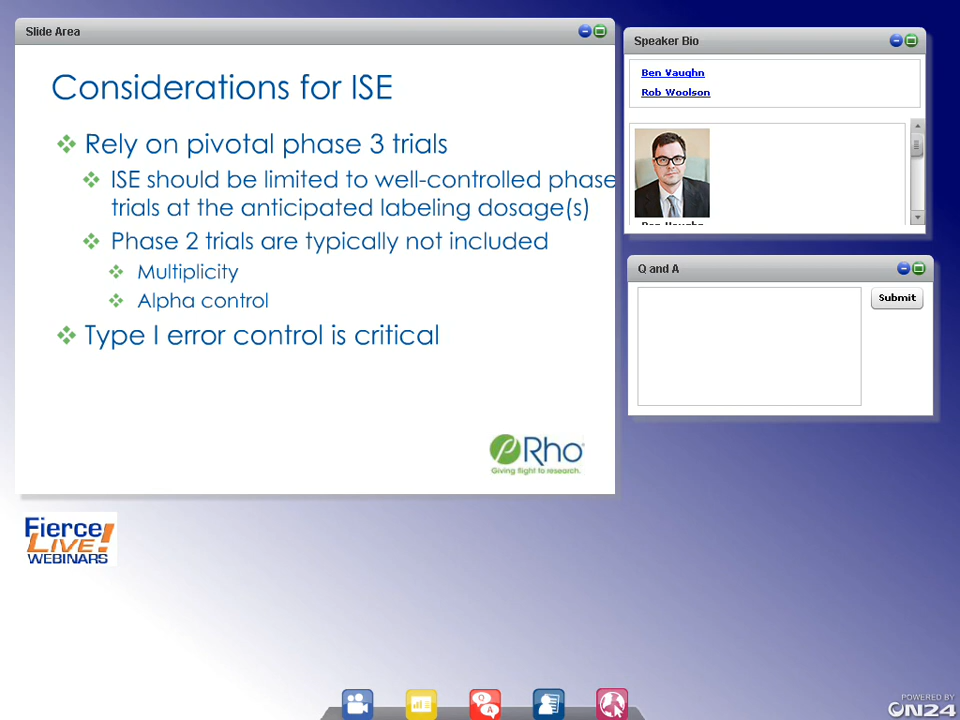 Slide Area
Considerations for ISE
Rely on pivotal phase 3 trials
ISE should be limited to well-controlled phase
trials at the anticipated labeling dosage(s)
Phase 2 trials are typically not included
Multiplicity
Alpha control
Type I error control is critical
Rho
Giving flight to research.
Speaker Bio
Ben Vaughn
Rob Woolson
Ben Vaughn
Q and A
Submit
Fierce
LIVE!
WEBINARS
Q
A
POWERED BY
ON24